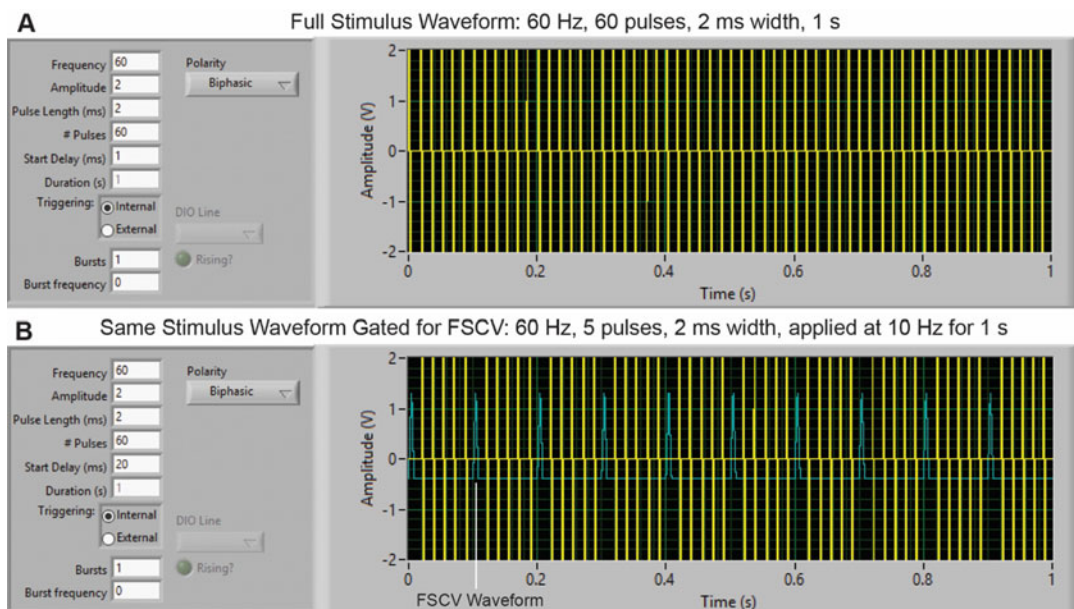 A
Full Stimulus Waveform: 60 Hz, 60 pulses, 2 ms width, 1 s
Frequency 60
Polarity
Amplitude 2
Biphasic
Pulse Length (ms) 2
# Pulses 60
Start Delay (ms) 1
Duration (s) 1
Triggering: Internal
External
DIO Line
Bursts 1
Rising?
Burst frequency 0
Amplitude (V)
2
1
0
-1
-2
0 0.2 0.4 0.6 0.8 1
Time (s)
B
Same Stimulus Waveform Gated for FSCV: 60 Hz, 5 pulses, 2 ms width, applied at 10 Hz for 1 s
Frequency 60
Polarity
Amplitude 2
Biphasic
Pulse Length (ms) 2
# Pulses 60
Start Delay (ms) 20
Duration (s) 1
Triggering: Internal
External
DIO Line
Bursts 1
Rising?
Burst frequency 0
Amplitude (V)
2
1
0
-1
-2
0 0.2 0.4 0.6 0.8 1
FSCV Waveform
Time (s)